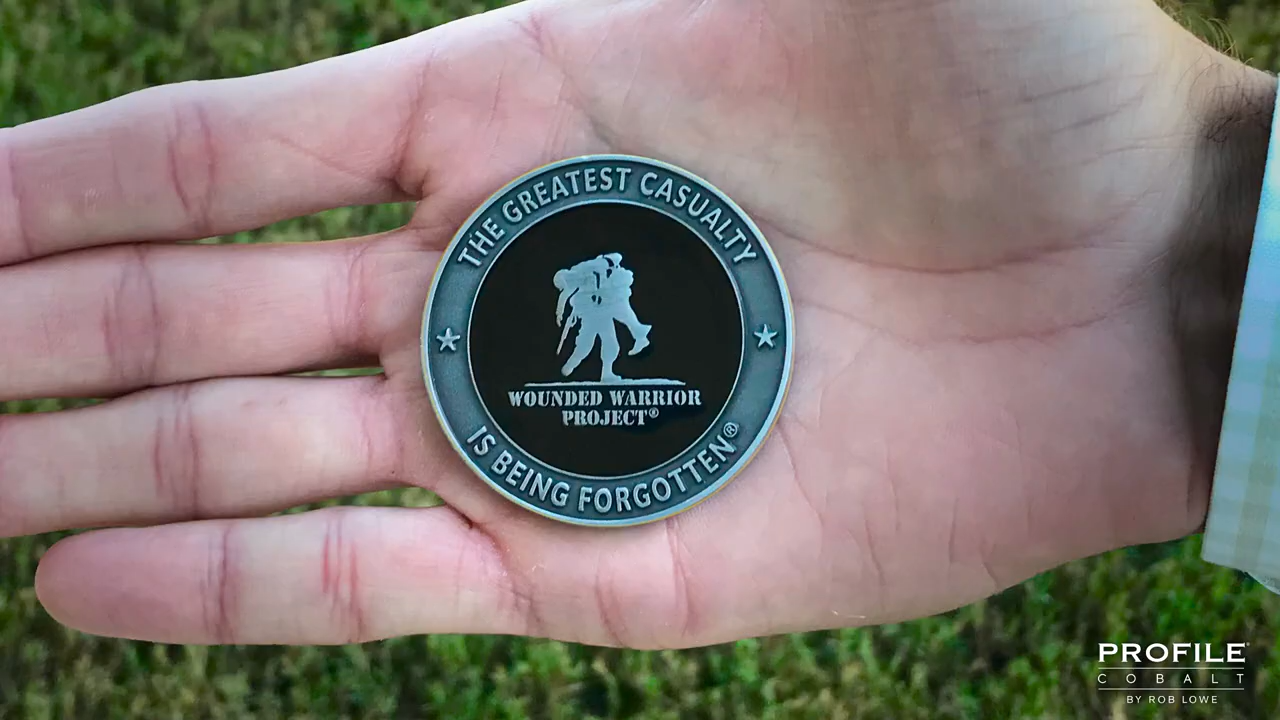 THE GREATEST CASUALTY
WOUNDED WARRIOR
PROJECT®
IS BEING FORGOTTEN®
PROFILE
COBALT
BY ROB LOWE